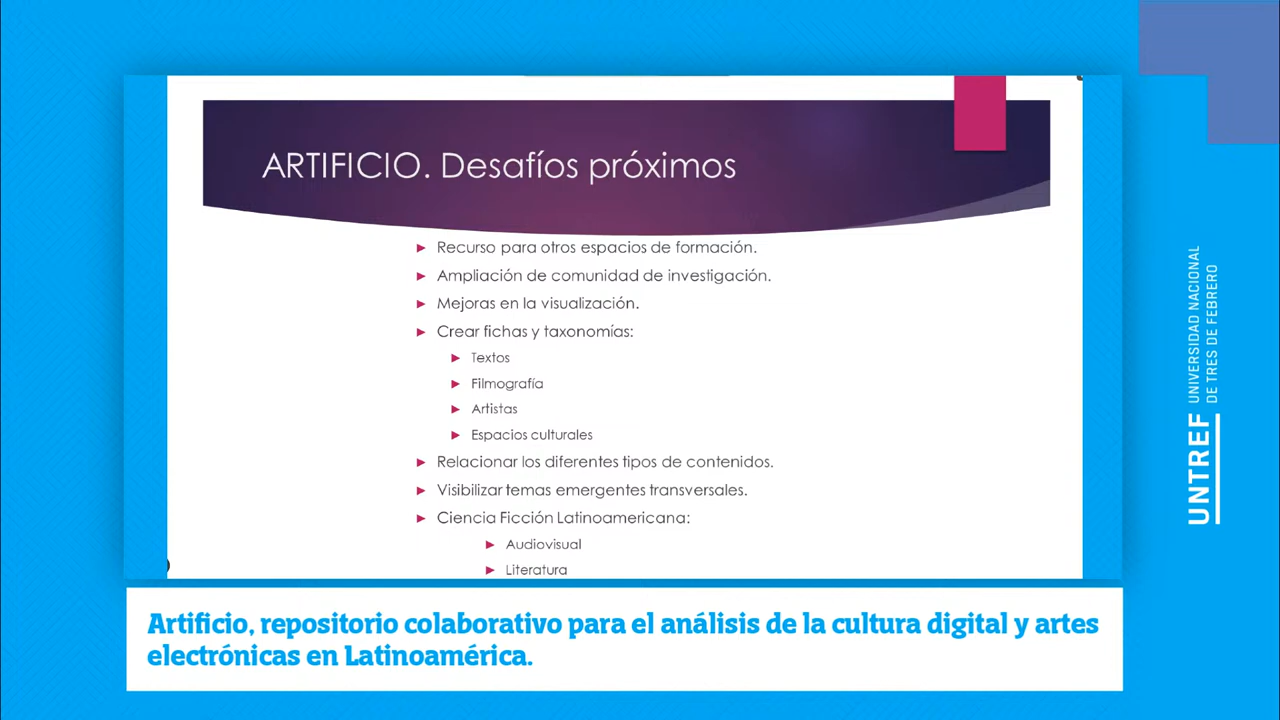 ARTIFICIO. Desafíos próximos
Recurso para otros espacios de formación.
Ampliación de comunidad de investigación.
Mejoras en la visualización.
Crear fichas y taxonomías:
Textos
Filmografía
Artistas
Espacios culturales
Relacionar los diferentes tipos de contenidos.
Visibilizar temas emergentes transversales.
Ciencia Ficción Latinoamericana:
Audiovisual
Literatura
Artificio, repositorio colaborativo para el análisis de la cultura digital y artes
electrónicas en Latinoamérica.
UNTREF
UNIVERSIDAD NACIONAL
DE TRES DE FEBRERO